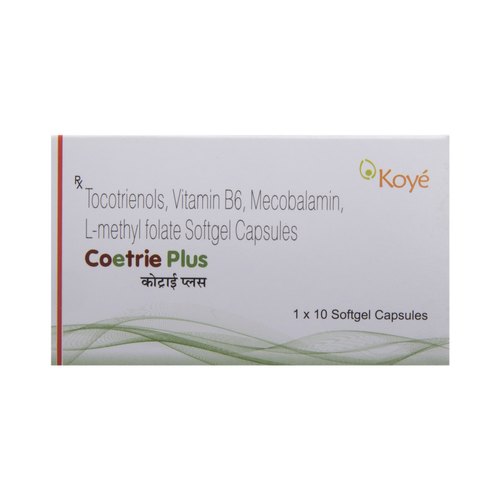 Koyé
℞ Tocotrienols, Vitamin B6, Mecobalamin,
L-methyl folate Softgel Capsules
Coetrie Plus
कोट्राई प्लस
1 x 10 Softgel Capsules